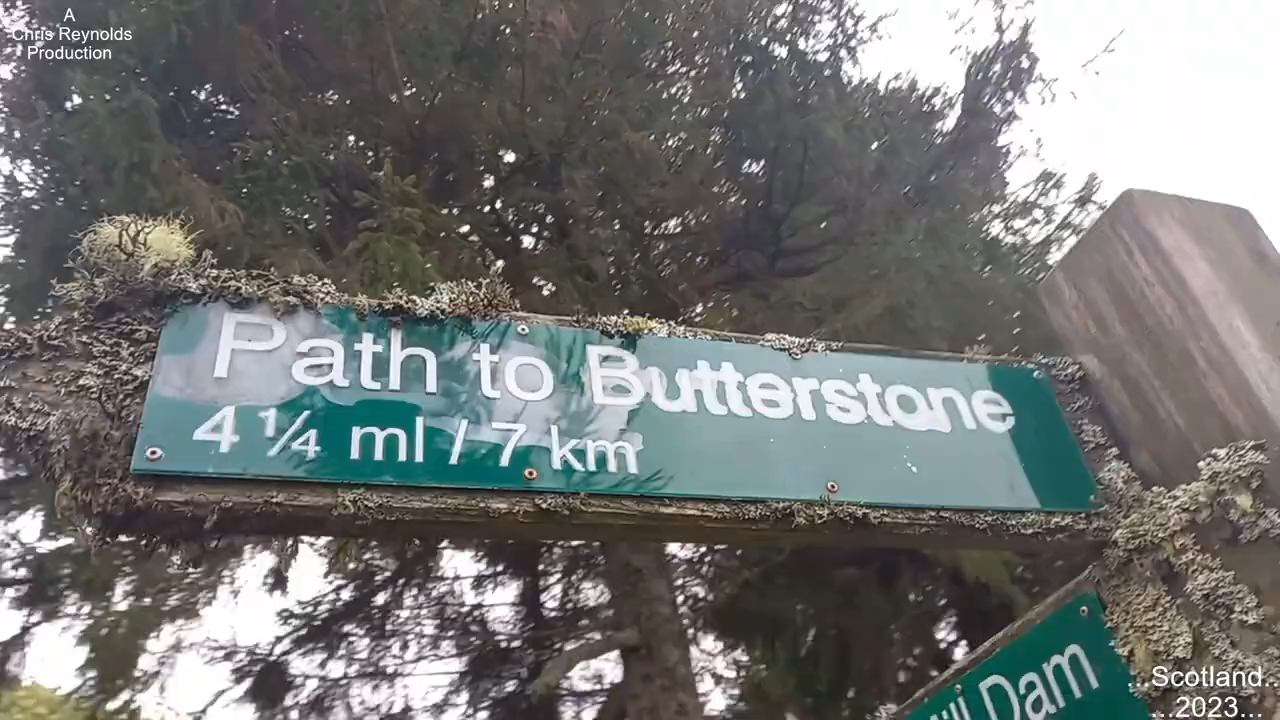 A
Chris Reynolds
Production
Path to Butterstone
4 ¼ ml / 7 km
Dam
...Scotland...
...2023...